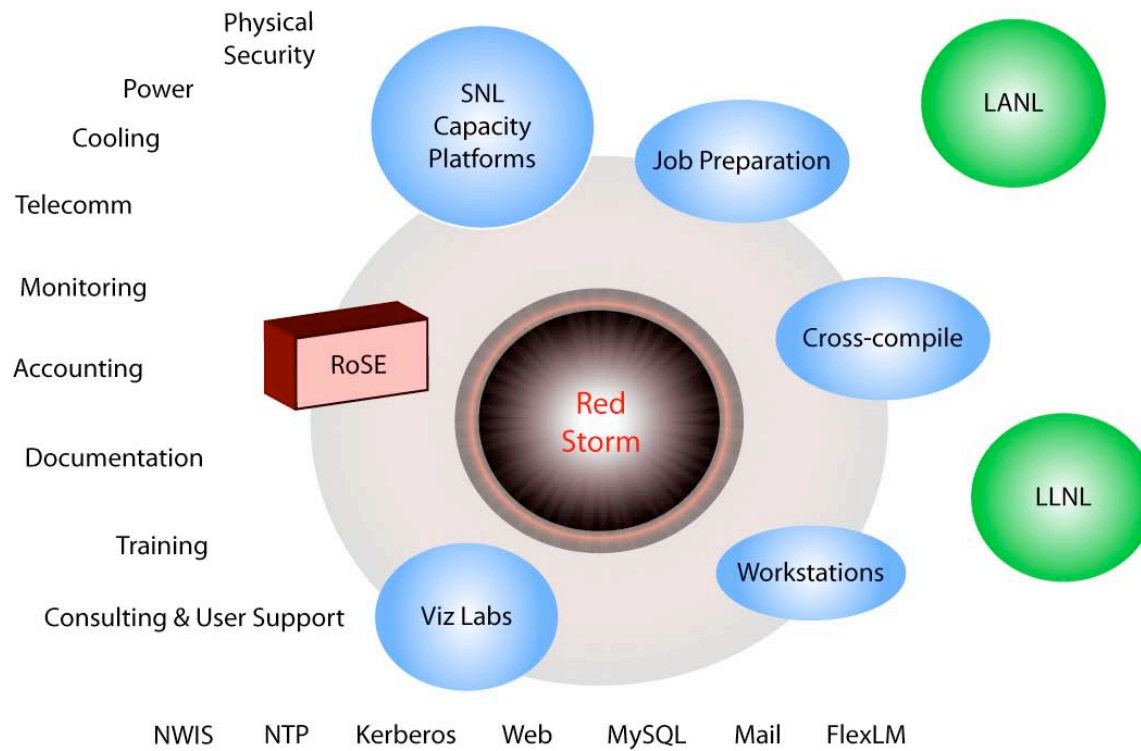 Physical
Security
Power
SNL
Capacity
Platforms
LANL
Cooling
Job Preparation
Telecomm
Monitoring
Cross-compile
RoSE
Accounting
Red
Storm
Documentation
LLNL
Training
Workstations
Consulting & User Support
Viz Labs
NWIS NTP Kerberos Web MySQL Mail FlexLM